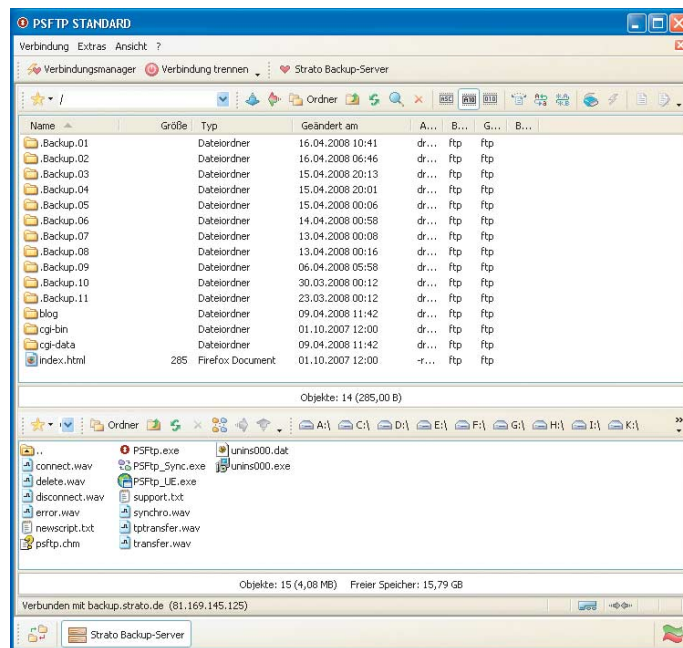 PSFTP STANDARD
Verbindung Extras Ansicht ?
Verbindungsmanager Verbindung trennen Strato Backup-Server
/ Ordner ASC 010
Name Größe Typ Geändert am A... B... G... B...
.Backup.01 Dateiordner 16.04.2008 10:41 dr... ftp ftp
.Backup.02 Dateiordner 16.04.2008 06:46 dr... ftp ftp
.Backup.03 Dateiordner 15.04.2008 20:13 dr... ftp ftp
.Backup.04 Dateiordner 15.04.2008 20:01 dr... ftp ftp
.Backup.05 Dateiordner 15.04.2008 00:06 dr... ftp ftp
.Backup.06 Dateiordner 14.04.2008 00:58 dr... ftp ftp
.Backup.07 Dateiordner 13.04.2008 00:08 dr... ftp ftp
.Backup.08 Dateiordner 13.04.2008 00:16 dr... ftp ftp
.Backup.09 Dateiordner 06.04.2008 05:58 dr... ftp ftp
.Backup.10 Dateiordner 30.03.2008 00:12 dr... ftp ftp
.Backup.11 Dateiordner 23.03.2008 00:12 dr... ftp ftp
blog Dateiordner 09.04.2008 11:42 dr... ftp ftp
cgi-bin Dateiordner 01.10.2007 12:00 dr... ftp ftp
cgi-data Dateiordner 09.04.2008 11:42 dr... ftp ftp
index.html 285 Firefox Document 01.10.2007 12:00 -r... ftp ftp
Objekte: 14 (285,00 B)
Ordner A:\ C:\ D:\ E:\ F:\ G:\ H:\ I:\ K:\
.. PSFtp.exe unins000.dat
connect.wav PSFtp_Sync.exe unins000.exe
delete.wav PSFtp_UE.exe
disconnect.wav support.txt
error.wav synchro.wav
newscript.txt tptransfer.wav
psftp.chm transfer.wav
Objekte: 15 (4,08 MB) Freier Speicher: 15,79 GB
Verbunden mit backup.strato.de (81.169.145.125)
Strato Backup-Server